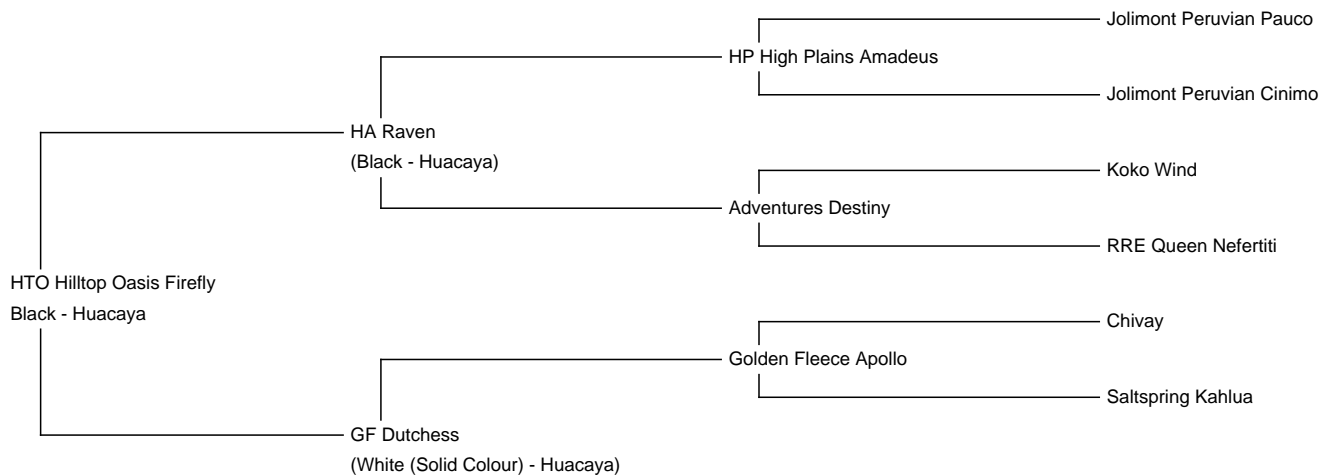 Jolimont Peruvian Pauco
HP High Plains Amadeus
Jolimont Peruvian Cinimo
HA Raven
(Black - Huacaya)
Koko Wind
Adventures Destiny
RRE Queen Nefertiti
HTO Hilltop Oasis Firefly
Black - Huacaya
Chivay
Golden Fleece Apollo
Saltspring Kahlua
GF Dutchess
(White (Solid Colour) - Huacaya)